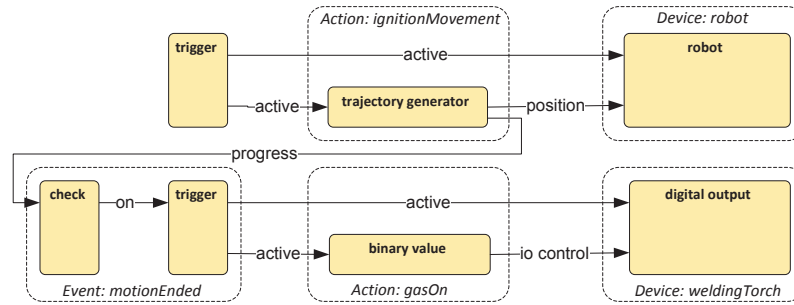 Action: ignitionMovement
Device: robot
trigger
robot
active
active
trajectory generator
position
progress
check
on
trigger
active
digital output
active
binary value
io control
Event: motionEnded
Action: gasOn
Device: weldingTorch